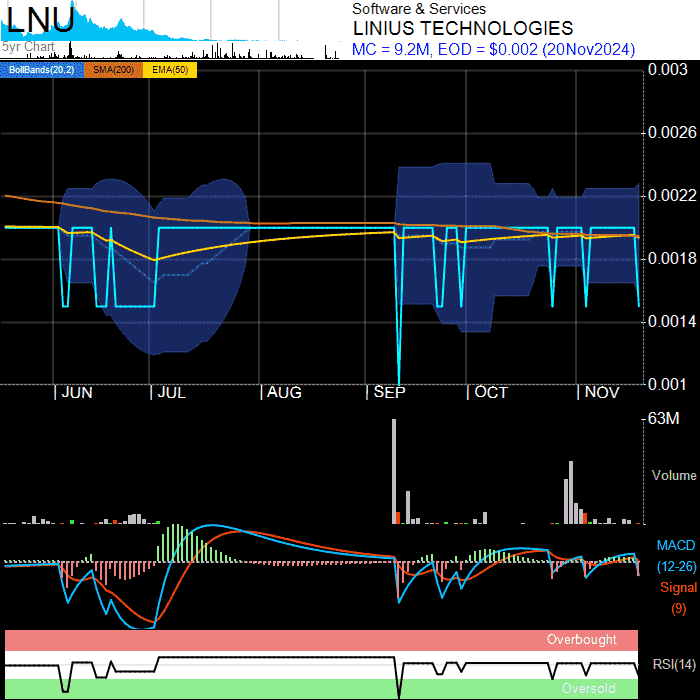 LNU
5yr Chart
Software & Services
LINIUS TECHNOLOGIES
MC = 9.2M, EOD = $0.002 (20Nov2024)
BollBands(20,2) SMA(200) EMA(50)
0.003
0.0026
0.0022
0.0018
0.0014
0.001
JUN JUL AUG SEP OCT NOV
63M
Volume
MACD
(12-26)
Signal
(9)
Overbought
RSI(14)
Oversold